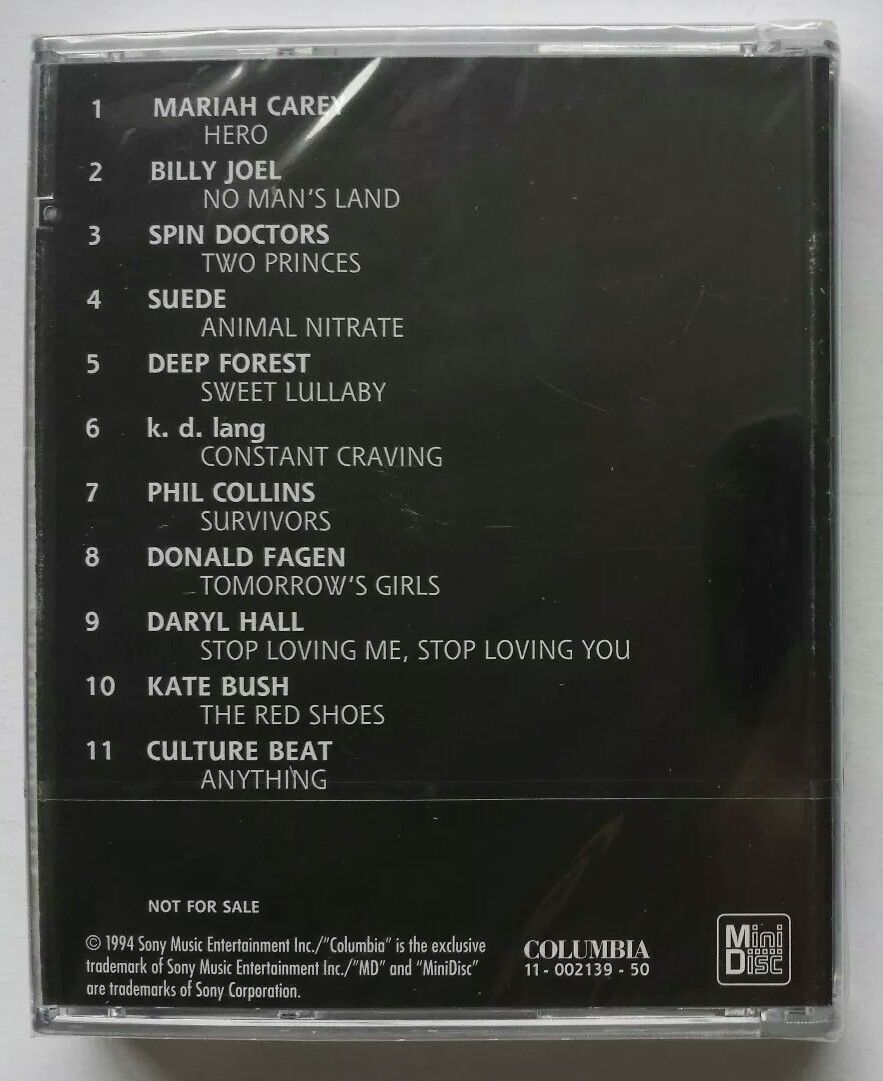 1 MARIAH CAREY
HERO
2 BILLY JOEL
NO MAN'S LAND
3 SPIN DOCTORS
TWO PRINCES
4 SUEDE
ANIMAL NITRATE
5 DEEP FOREST
SWEET LULLABY
6 k. d. lang
CONSTANT CRAVING
7 PHIL COLLINS
SURVIVORS
8 DONALD FAGEN
TOMORROW'S GIRLS
9 DARYL HALL
STOP LOVING ME, STOP LOVING YOU
10 KATE BUSH
THE RED SHOES
11 CULTURE BEAT
ANYTHING
NOT FOR SALE
© 1994 Sony Music Entertainment Inc./"Columbia" is the exclusive
trademark of Sony Music Entertainment Inc./"MD" and "MiniDisc"
are trademarks of Sony Corporation.
COLUMBIA
11 - 002139 - 50
Mini
Disc